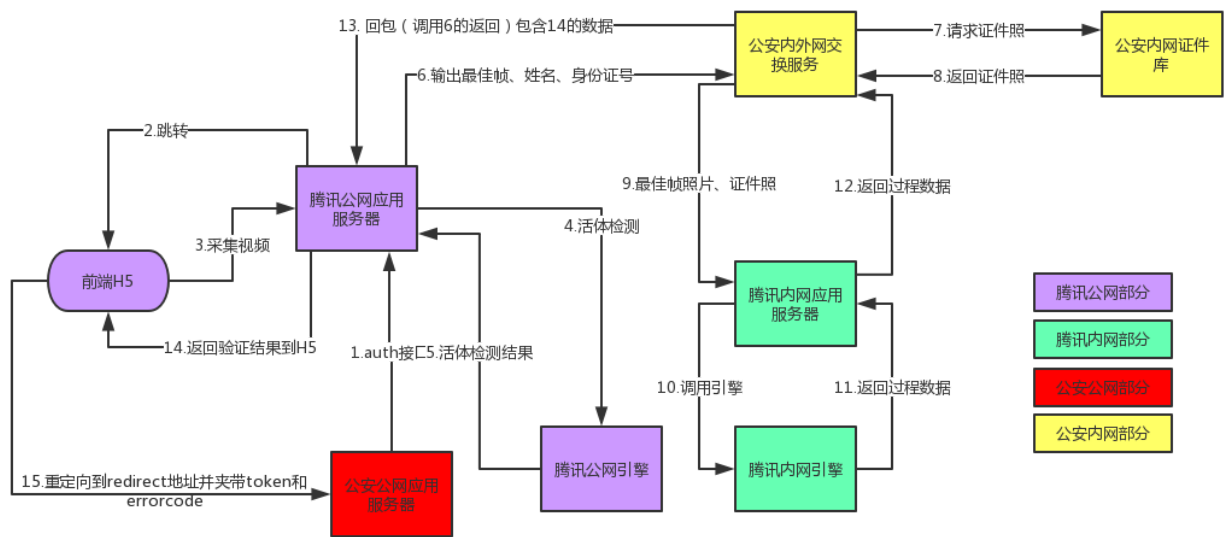 13. 回包（调用6的返回）包含14的数据
公安内外网交
换服务
7.请求证件照
公安内网证件
库
6.输出最佳帧、姓名、身份证号
8.返回证件照
2.跳转
9.最佳帧照片、证件照
12.返回过程数据
腾讯公网应用
服务器
4.活体检测
3.采集视频
前端H5
腾讯内网应用
服务器
腾讯公网部分
14.返回验证结果到H5
1.auth接口
5.活体检测结果
腾讯内网部分
10.调用引擎
11.返回过程数据
公安公网部分
公安内网部分
腾讯公网引擎
腾讯内网引擎
15.重定向到redirect地址并夹带token和
errorcode
公安公网应用
服务器